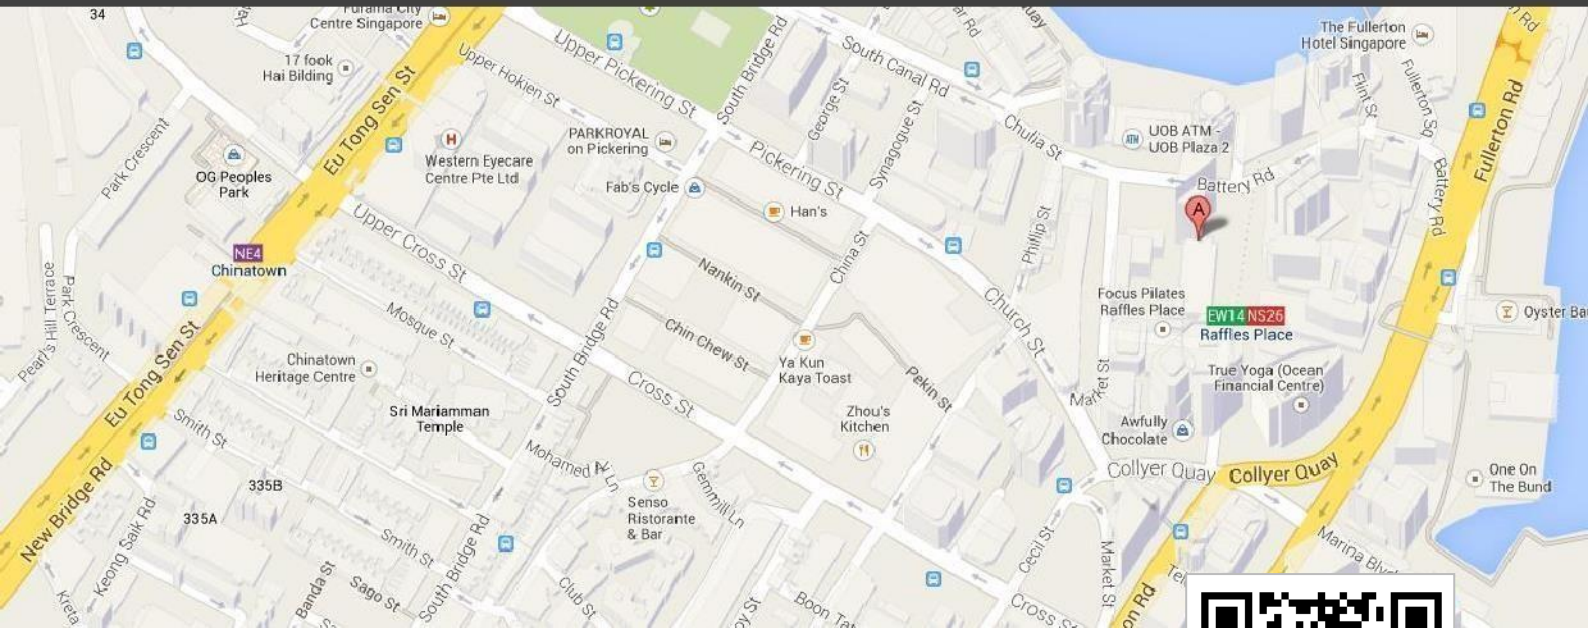 34
Furama City
Centre Singapore
17 fook
Hai Bilding
Upper Hokien St
Upper Pickering St
South Bridge Rd
South Canal Rd
The Fullerton
Hotel Singapore
Flint St
Fullerton Sq
Fullerton Rd
Eu Tong Sen St
Park Crescent
OG Peoples
Park
H
Western Eyecare
Centre Pte Ltd
PARKROYAL
on Pickering
Fab's Cycle
Pickering St
George St
Synagogue St
Chulia St
ATM
UOB ATM -
UOB Plaza 2
Battery Rd
Battery Rd
A
Han's
Upper Cross St
NE4
Chinatown
Nankin St
China St
Phillip St
Church St
Focus Pilates
Raffles Place
EW14 NS26
Raffles Place
Pearl's Hill Terrace
Park Crescent
Mosque St
South Bridge Rd
Chin Chew St
Ya Kun
Kaya Toast
Pekin St
Market St
True Yoga (Ocean
Financial Centre)
Eu Tong Sen St
Chinatown
Heritage Centre
Sri Mariamman
Temple
Cross St
Zhou's
Kitchen
Awfully
Chocolate
Smith St
Mohamed Ali Ln
Collyer Quay
Collyer Quay
One On
The Bund
New Bridge Rd
335B
335A
Keong Saik Rd
Smith St
Senso
Ristorante
& Bar
Gemmill Ln
Cecil St
Market St
Banda St
Sago St
South Bridge Rd
Club St
Cross St